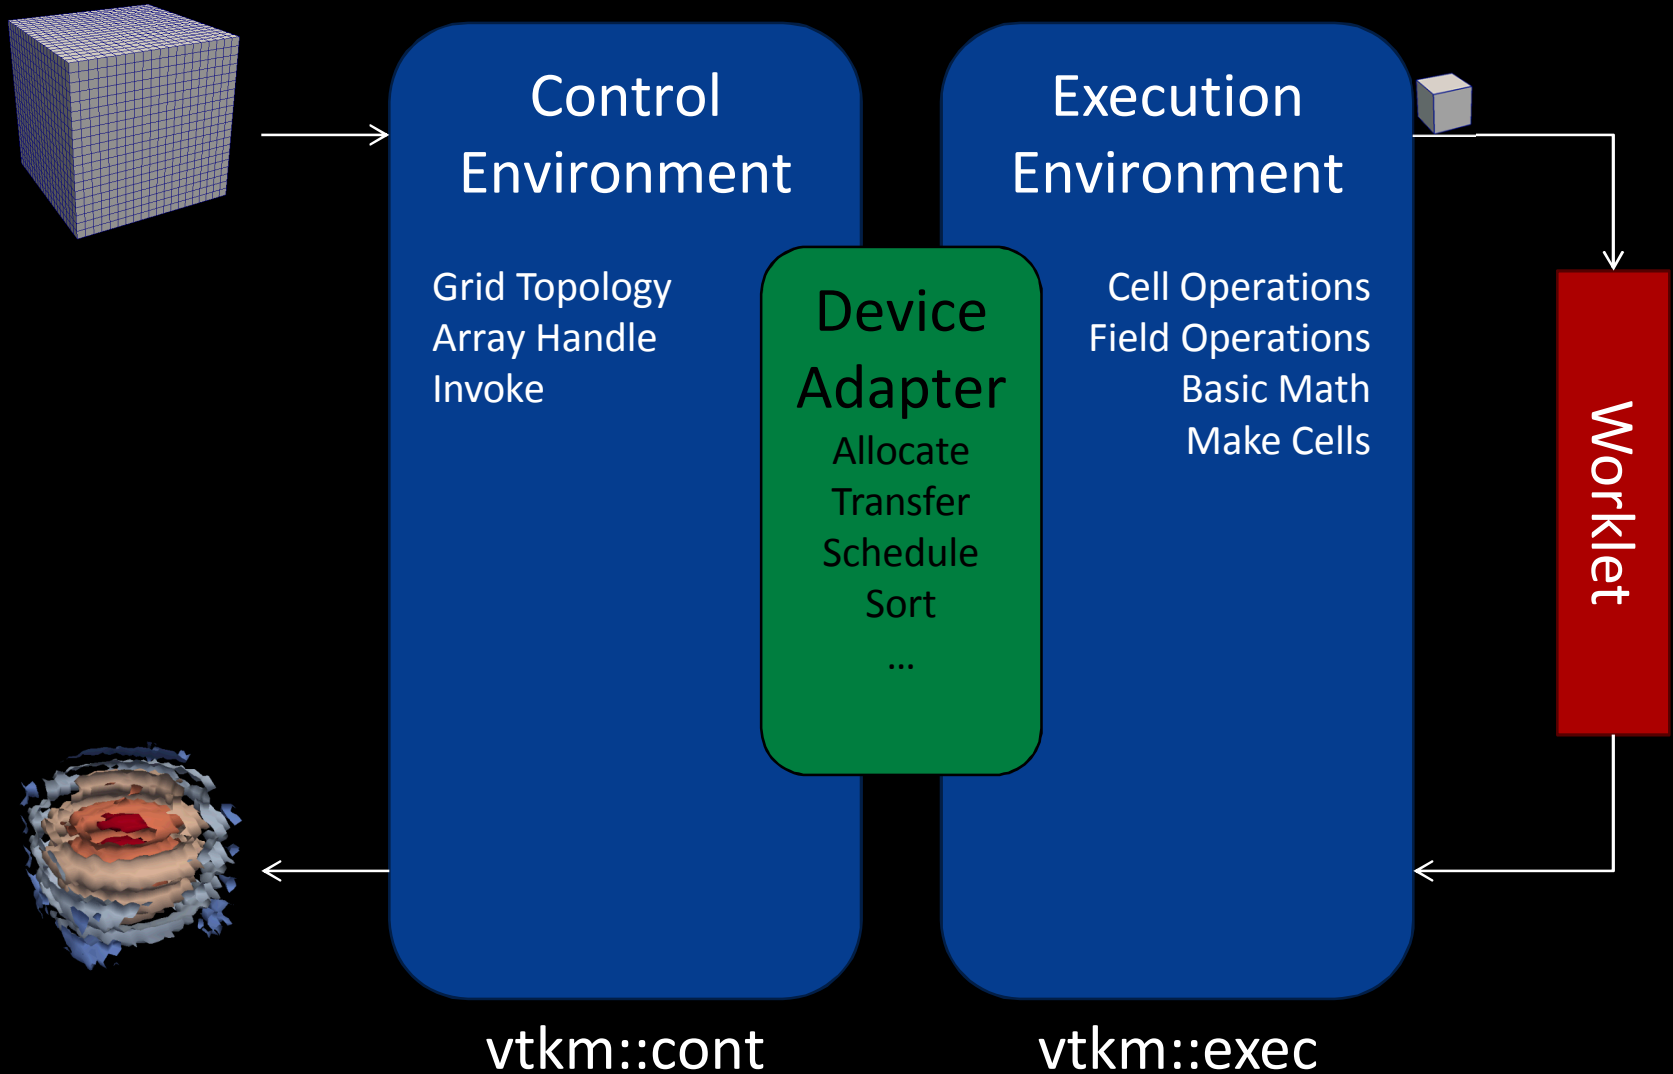 Control
Environment
Grid Topology
Array Handle
Invoke
Device
Adapter
Allocate
Transfer
Schedule
Sort
...
Execution
Environment
Cell Operations
Field Operations
Basic Math
Make Cells
Worklet
vtkm::cont
vtkm::exec